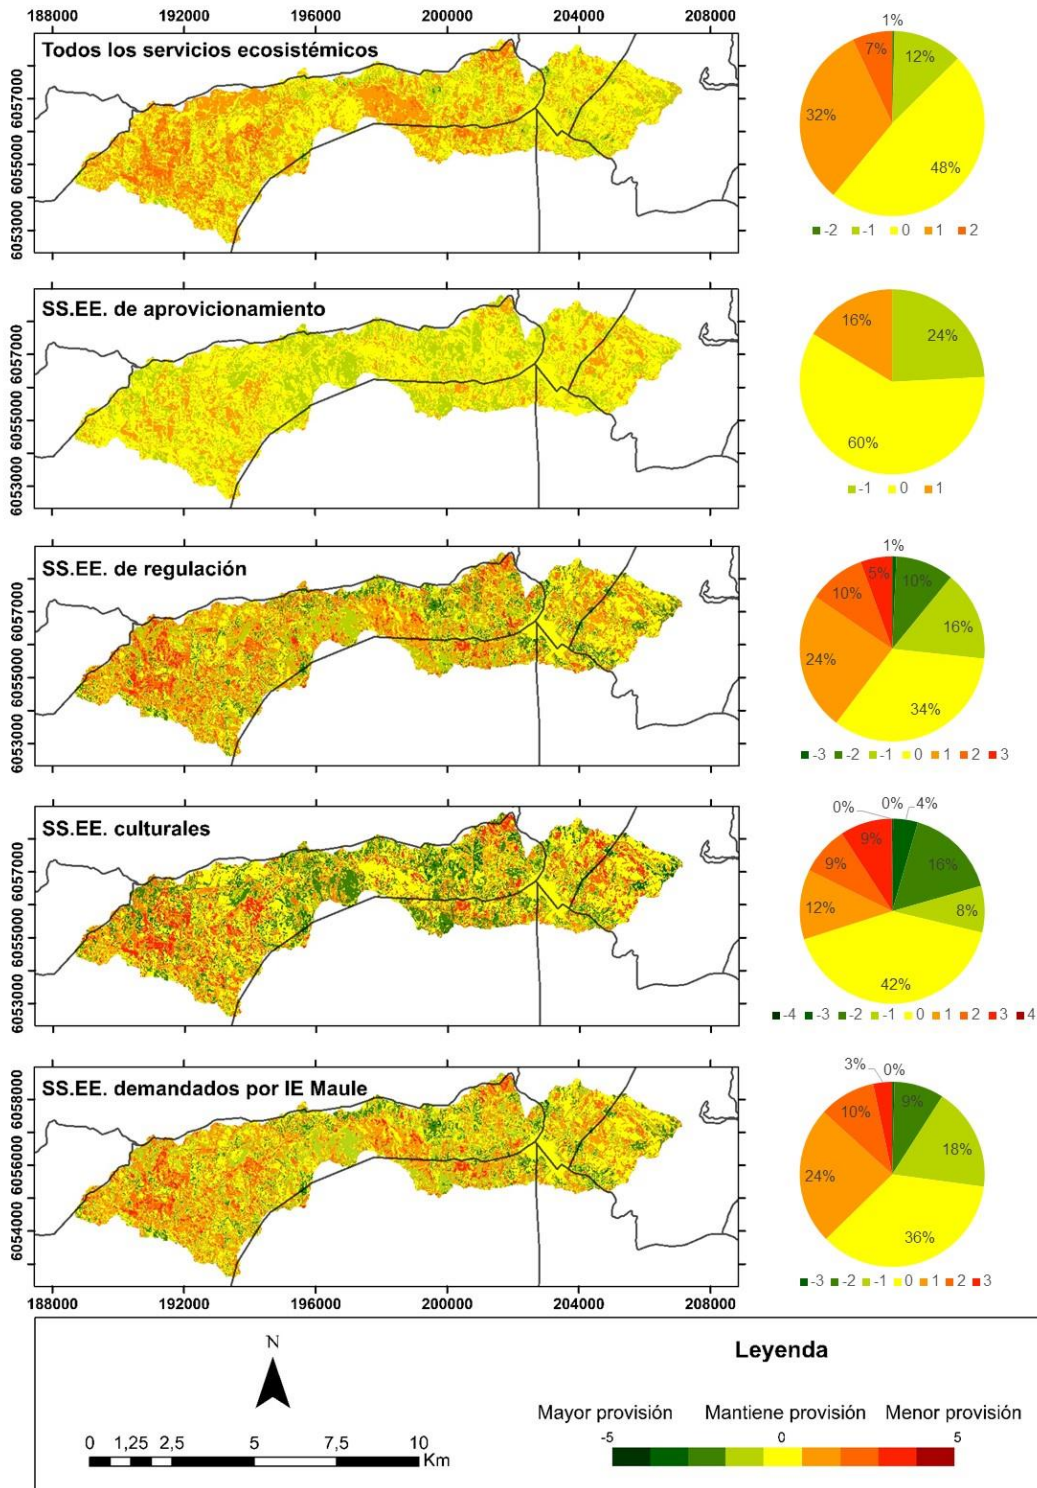 188000 192000 196000 200000 204000 208000
Todos los servicios ecosistémicos
6057000
6055000
6053000
1%
7%
12%
32%
48%
-2 -1 0 1 2
SS.EE. de aprovicionamiento
6057000
6055000
6053000
16%
24%
60%
-1 0 1
SS.EE. de regulación
6057000
6055000
6053000
1%
5%
10%
10%
16%
24%
34%
-3 -2 -1 0 1 2 3
SS.EE. culturales
6057000
6055000
6053000
0%
0%
4%
9%
16%
9%
12%
8%
42%
-4 -3 -2 -1 0 1 2 3 4
SS.EE. demandados por IE Maule
6058000
6056000
6054000
3%
0%
10%
9%
18%
24%
36%
-3 -2 -1 0 1 2 3
188000 192000 196000 200000 204000 208000
N
0 1,25 2,5 5 7,5 10
Km
Leyenda
Mayor provisión Mantiene provisión Menor provisión
-5 0 5